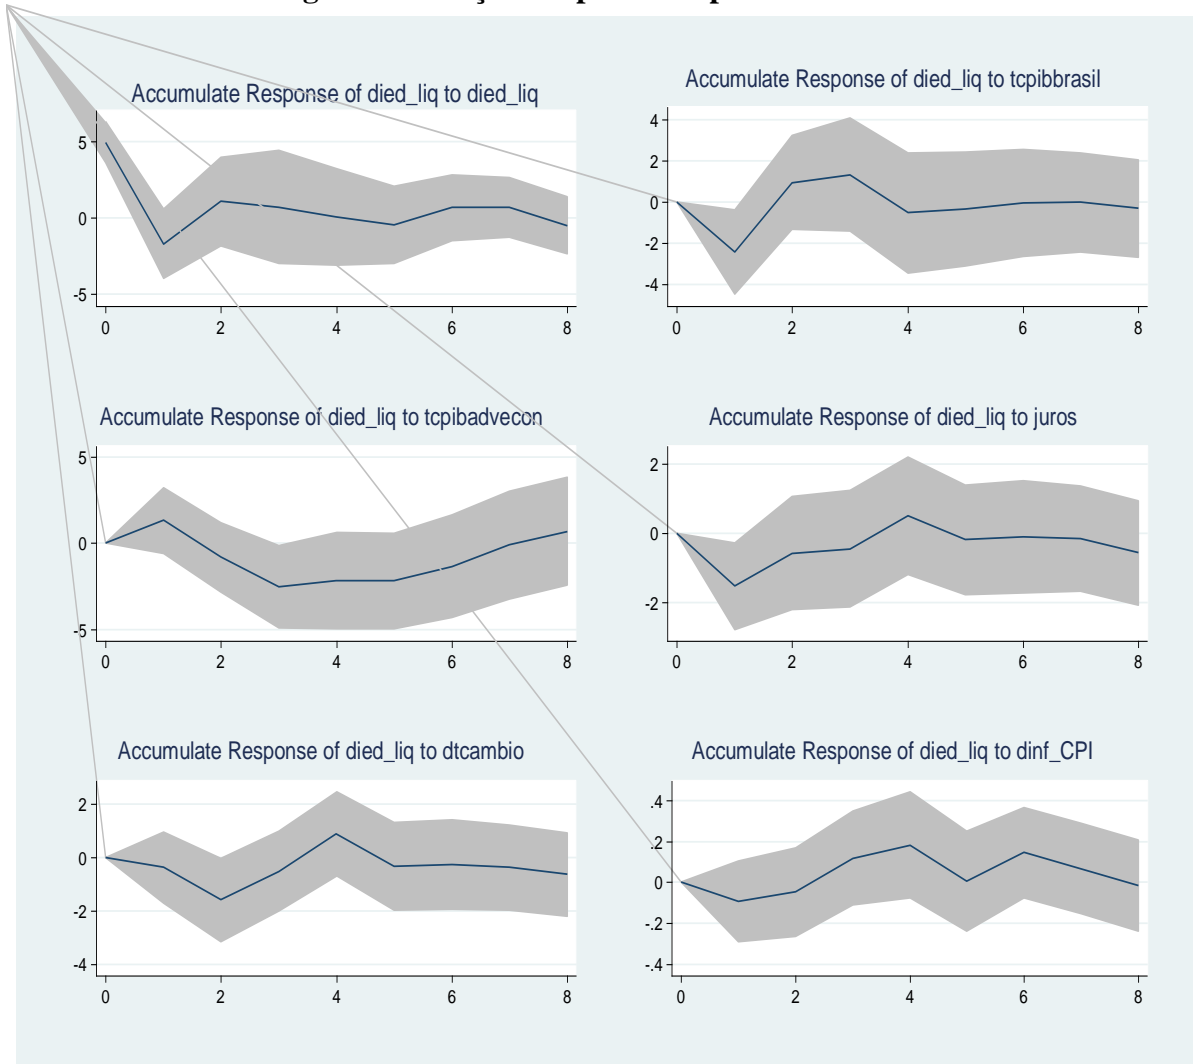 Accumulate Response of died_liq to died_liq
5
0
-5
0 2 4 6 8
Accumulate Response of died_liq to tcpibbrasil
4
2
0
-2
-4
0 2 4 6 8
Accumulate Response of died_liq to tcpibadvecon
5
0
-5
0 2 4 6 8
Accumulate Response of died_liq to juros
2
0
-2
0 2 4 6 8
Accumulate Response of died_liq to dtcambio
2
0
-2
-4
0 2 4 6 8
Accumulate Response of died_liq to dinf_CPI
.4
.2
0
-.2
-.4
0 2 4 6 8